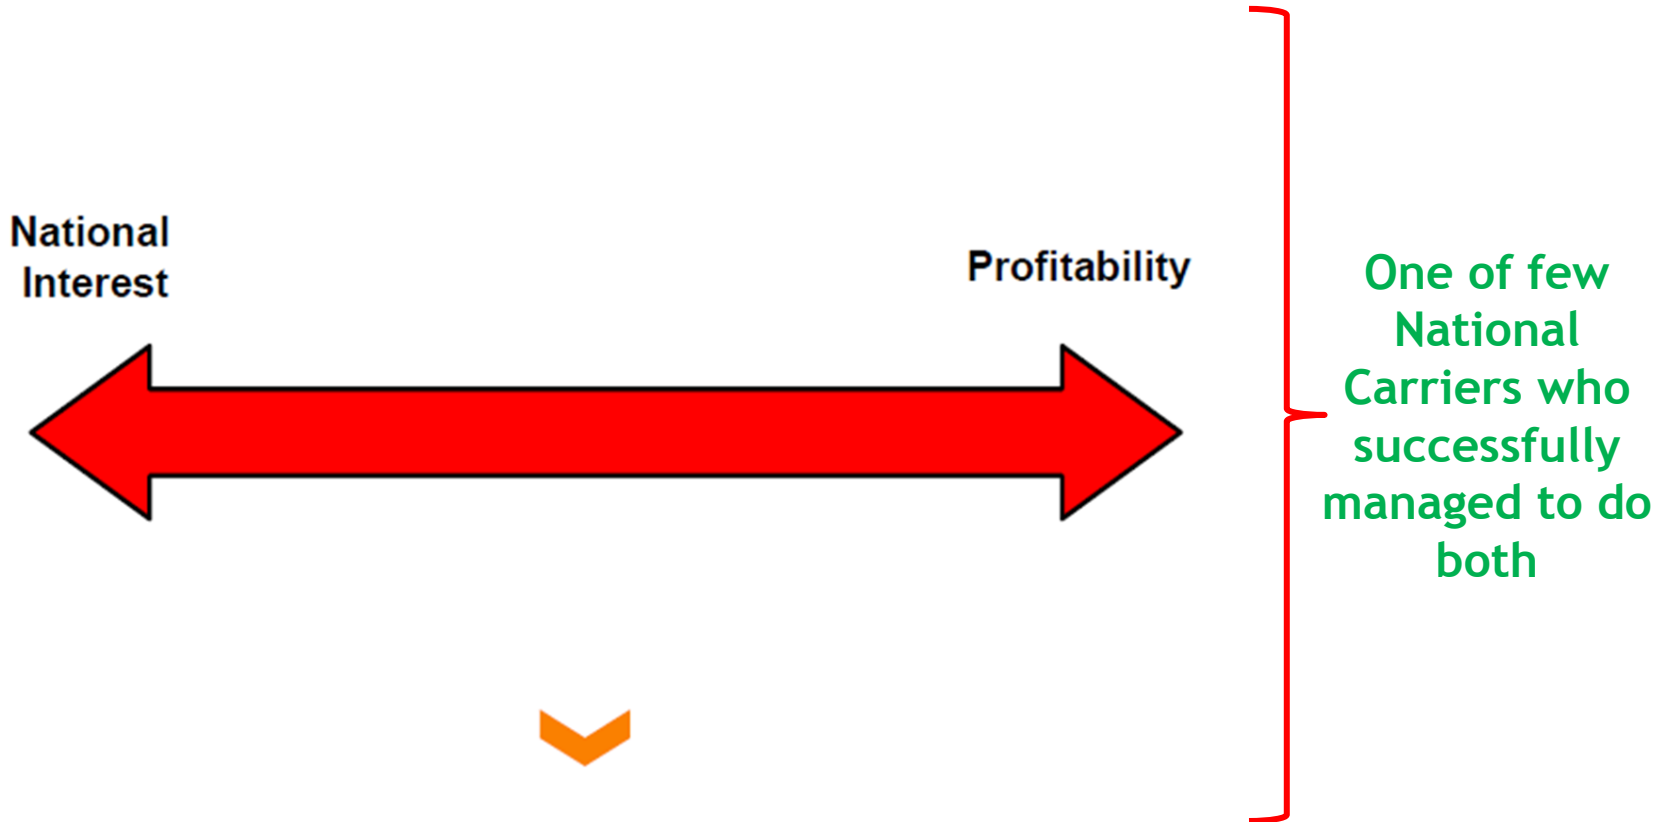 National
Interest
Profitability
One of few
National
Carriers who
successfully
managed to do
both